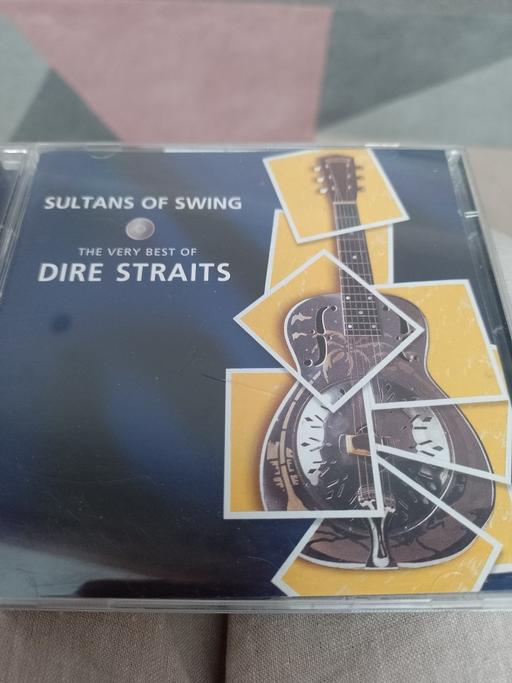 SULTANS OF SWING
THE VERY BEST OF
DIRE STRAITS